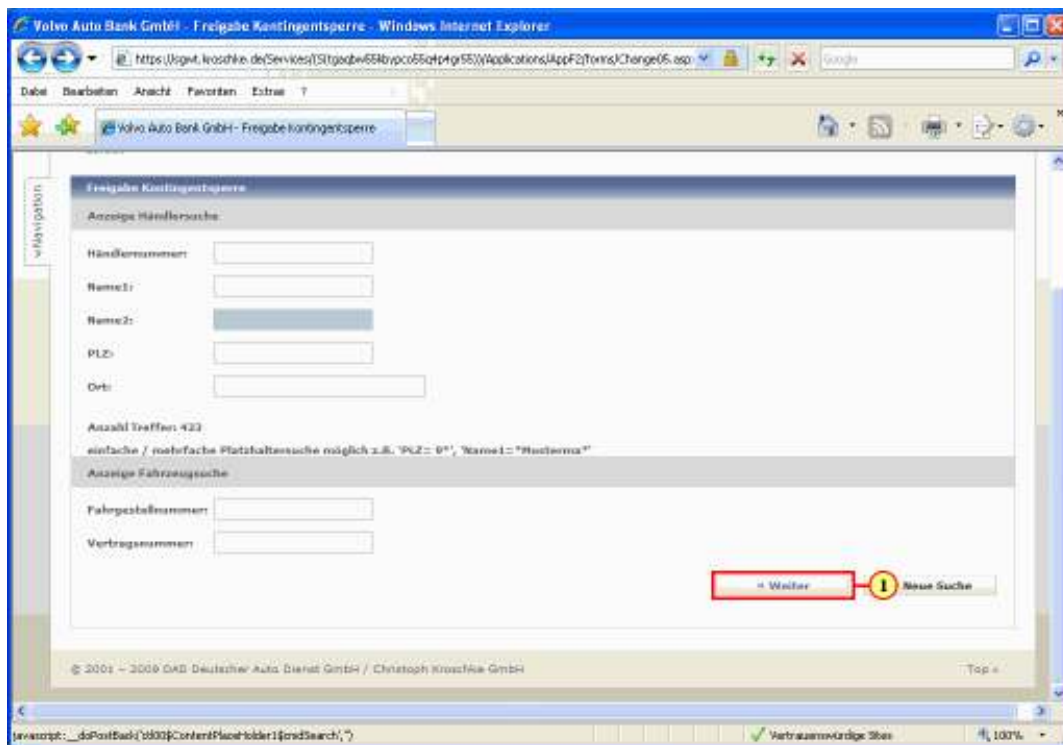 Volvo Auto Bank GmbH - Freigabe Kontingentsperre - Windows Internet Explorer
Google
Datei Bearbeiten Ansicht Favoriten Extras ?
Volvo Auto Bank GmbH - Freigabe Kontingentsperre
Navigation
Freigabe Kontingentsperre
Anzeige Händlersuche
Händlernummer:
Name1:
Name2:
PLZ:
Ort:
Anzahl Treffer: 423
einfache / mehrfache Platzhaltersuche möglich z.B. 'PLZ= 9*', 'Name1= *Musterma*'
Anzeige Fahrzeugsuche
Fahrgestellnummer:
Vertragsnummer:
» Weiter 1 Neue Suche
© 2001 – 2009 DAD Deutscher Auto Dienst GmbH / Christoph Kroschke GmbH Top
javascript:__doPostBack('ctl00$ContentPlaceHolder1$cmdSearch','') Vertrauenswürdige Sites 100%